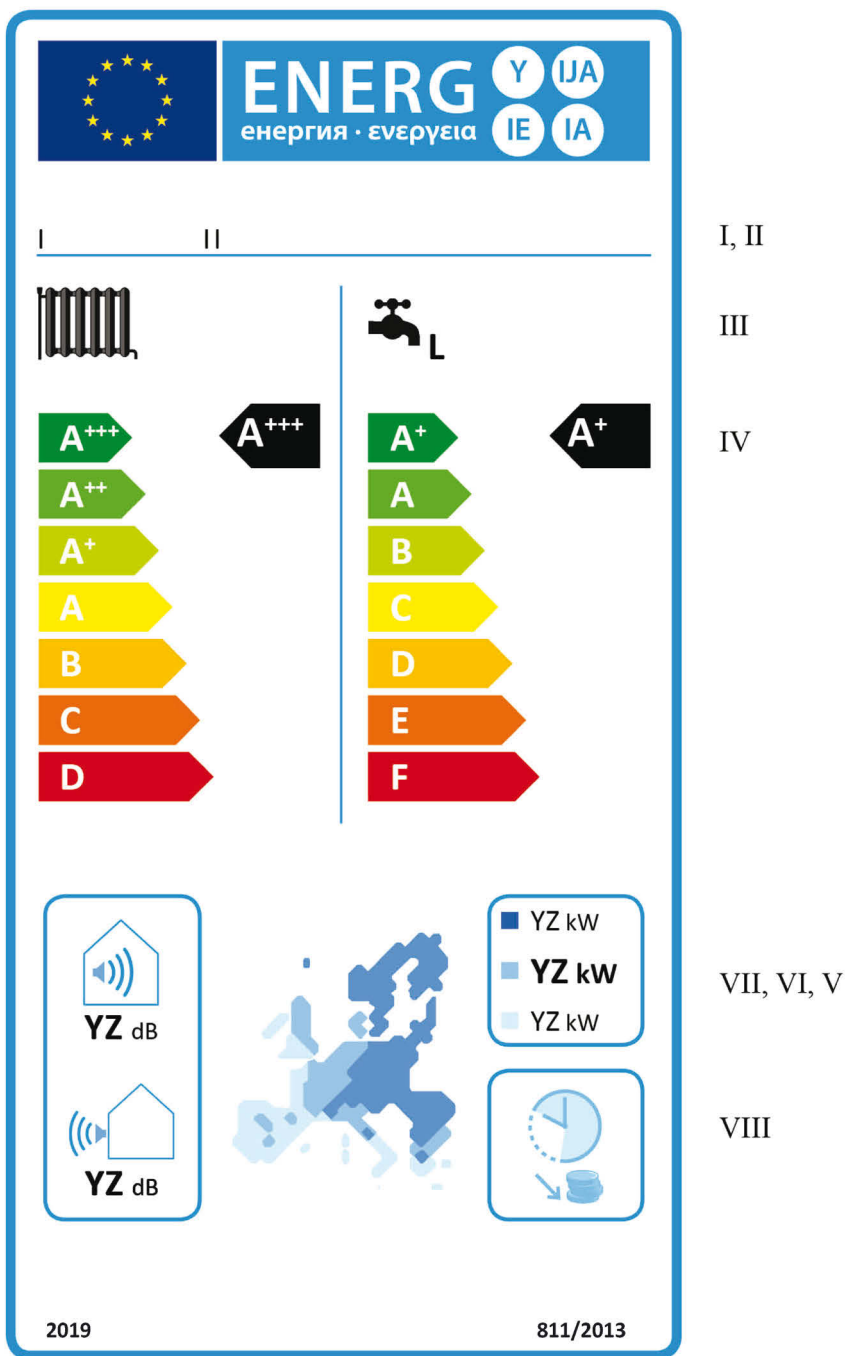 ENERG Y IJA
енергия · ενεργεια IE IA
I II I, II
L III
A+++ A+++ A+ A+ IV
A++ A
A+ B
A C
B D
C E
D F
YZ kW
YZ kW VII, VI, V
YZ dB YZ kW
VIII
YZ dB
2019 811/2013